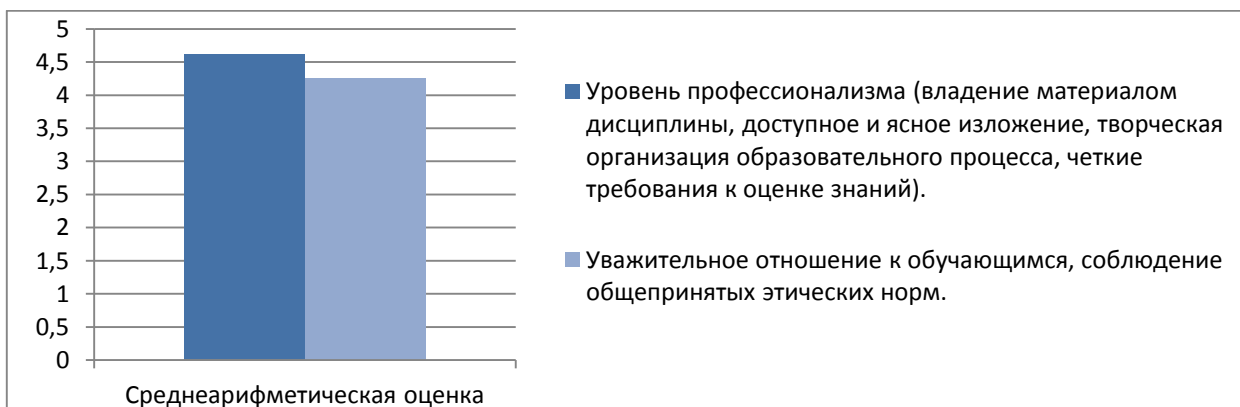 5
4,5
4
3,5
3
2,5
2
1,5
1
0,5
0
Среднеарифметическая оценка
Уровень профессионализма (владение материалом
дисциплины, доступное и ясное изложение, творческая
организация образовательного процесса, четкие
требования к оценке знаний).
Уважительное отношение к обучающимся, соблюдение
общепринятых этических норм.